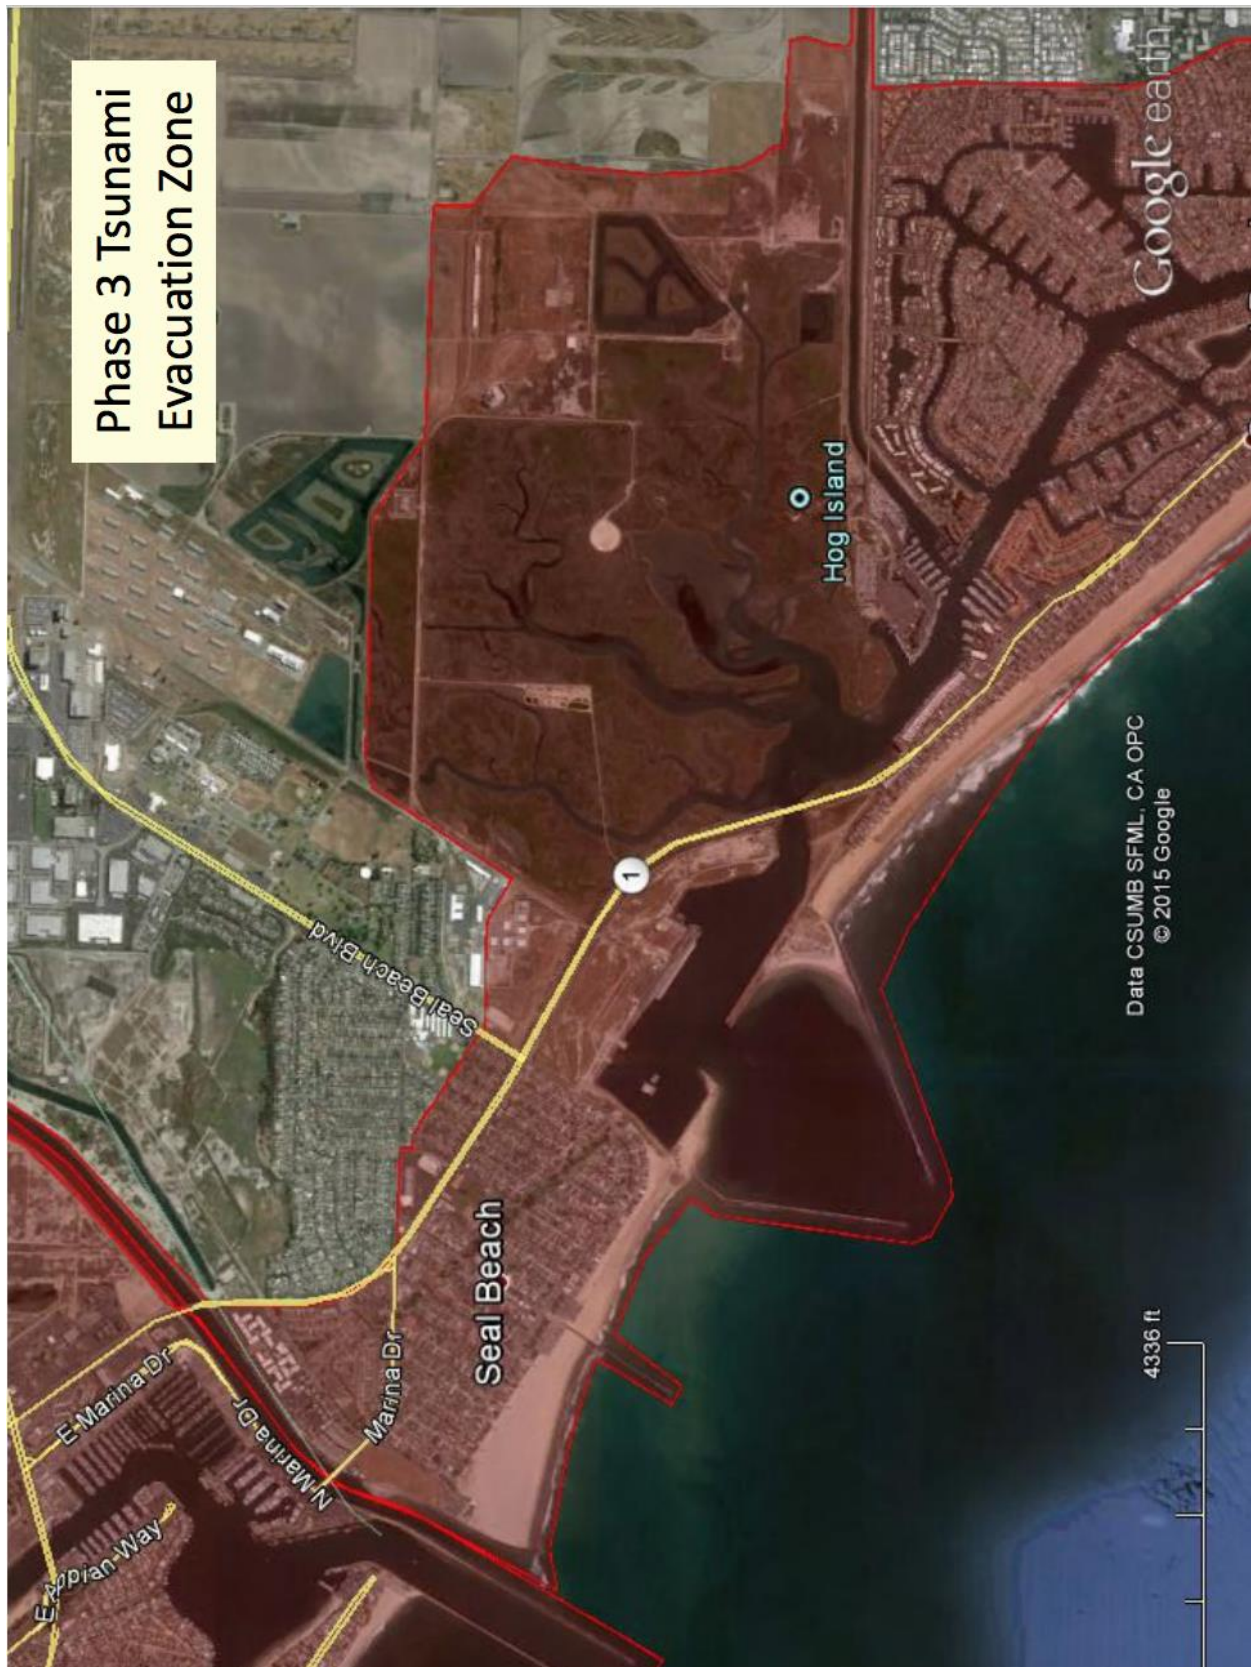 Phase 3 Tsunami
Evacuation Zone
E Appian Way
E Marina Dr
N Marina Dr
Marina Dr
Seal Beach Blvd
Seal Beach
1
Hog Island
4336 ft
Data CSUMB SFML, CA OPC
© 2015 Google
Google earth